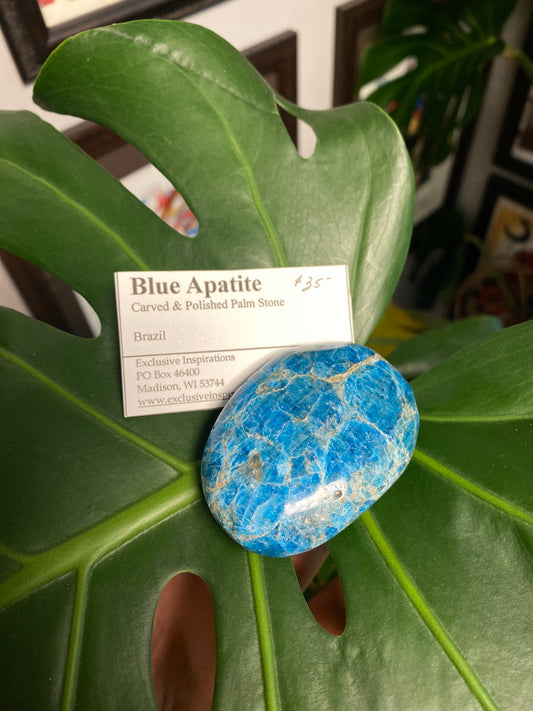 Blue Apatite $35-
Carved & Polished Palm Stone
Brazil
Exclusive Inspirations
PO Box 46400
Madison, WI 53744